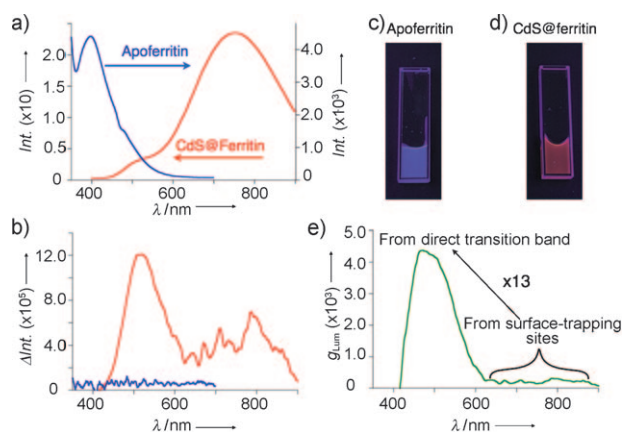 a)
Int. (x10) →
2.0
1.5
1.0
0.5
0
Apoferritin
CdS@Ferritin
4.0
3.0
2.0
1.0
0
Int. (x10³) →
400 600 800
λ/nm →
c) Apoferritin
d) CdS@ferritin
b)
ΔInt. (x10⁵) →
12.0
8.0
4.0
0
400 600 800
λ/nm →
e)
gLum (x10³) →
5.0
4.0
3.0
2.0
1.0
0
From direct transition band
x13
From surface-trapping
sites
400 600 800
λ/nm →